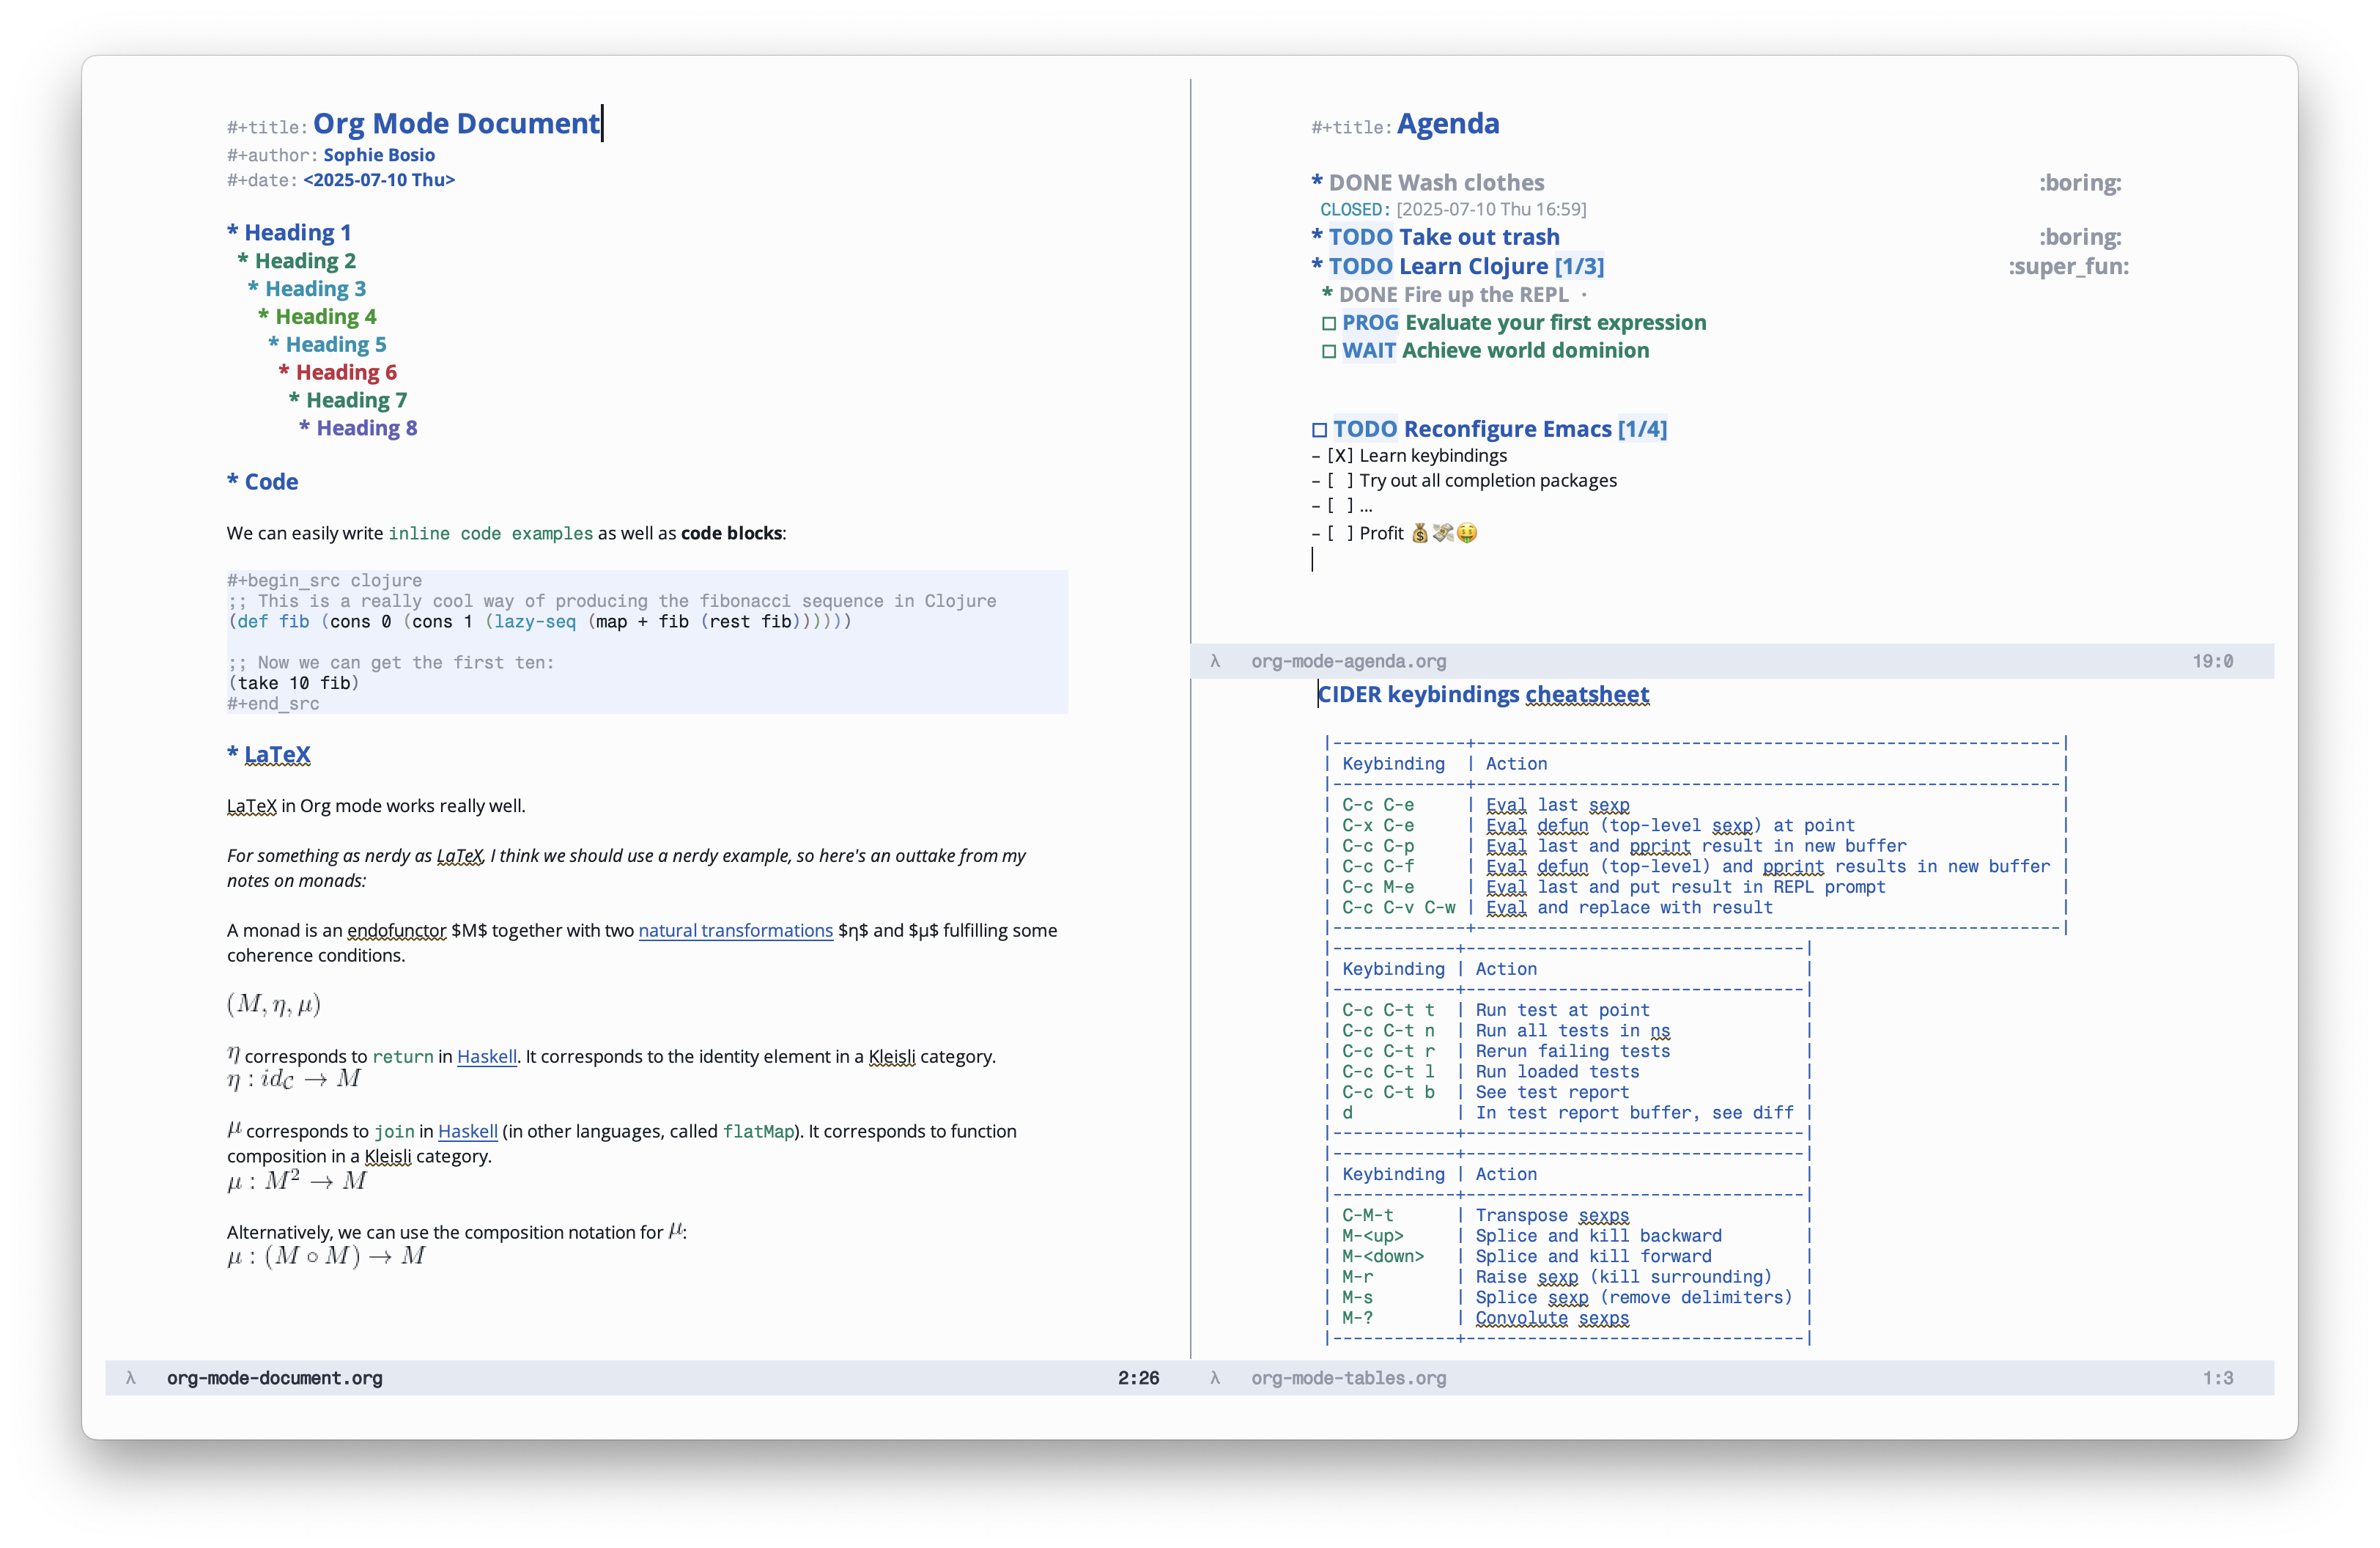 #+title: Org Mode Document
#+author: Sophie Bosio
#+date: <2025-07-10 Thu>
* Heading 1
* Heading 2
* Heading 3
* Heading 4
* Heading 5
* Heading 6
* Heading 7
* Heading 8
* Code
We can easily write inline code examples as well as code blocks:
#+begin_src clojure
;; This is a really cool way of producing the fibonacci sequence in Clojure
(def fib (cons 0 (cons 1 (lazy-seq (map + fib (rest fib))))))
;; Now we can get the first ten:
(take 10 fib)
#+end_src
* LaTeX
LaTeX in Org mode works really well.
For something as nerdy as LaTeX, I think we should use a nerdy example, so here's an outtake from my
notes on monads:
A monad is an endofunctor $M$ together with two natural transformations $η$ and $μ$ fulfilling some
coherence conditions.
(M, η, μ)
η corresponds to return in Haskell. It corresponds to the identity element in a Kleisli category.
η : id_C → M
μ corresponds to join in Haskell (in other languages, called flatMap). It corresponds to function
composition in a Kleisli category.
μ : M² → M
Alternatively, we can use the composition notation for μ:
μ : (M ∘ M) → M
λ org-mode-document.org 2:26
#+title: Agenda
* DONE Wash clothes :boring:
CLOSED: [2025-07-10 Thu 16:59]
* TODO Take out trash :boring:
* TODO Learn Clojure [1/3] :super_fun:
* DONE Fire up the REPL ·
□ PROG Evaluate your first expression
□ WAIT Achieve world dominion
□ TODO Reconfigure Emacs [1/4]
– [X] Learn keybindings
– [ ] Try out all completion packages
– [ ] ...
– [ ] Profit 💰💸🤑
λ org-mode-agenda.org 19:0
CIDER keybindings cheatsheet
|-------------+---------------------------------------------------------|
| Keybinding | Action |
|-------------+---------------------------------------------------------|
| C-c C-e | Eval last sexp |
| C-x C-e | Eval defun (top-level sexp) at point |
| C-c C-p | Eval last and pprint result in new buffer |
| C-c C-f | Eval defun (top-level) and pprint results in new buffer |
| C-c M-e | Eval last and put result in REPL prompt |
| C-c C-v C-w | Eval and replace with result |
|-------------+---------------------------------------------------------|
|------------+---------------------------------|
| Keybinding | Action |
|------------+---------------------------------|
| C-c C-t t | Run test at point |
| C-c C-t n | Run all tests in ns |
| C-c C-t r | Rerun failing tests |
| C-c C-t l | Run loaded tests |
| C-c C-t b | See test report |
| d | In test report buffer, see diff |
|------------+---------------------------------|
|------------+---------------------------------|
| Keybinding | Action |
|------------+---------------------------------|
| C-M-t | Transpose sexps |
| M-<up> | Splice and kill backward |
| M-<down> | Splice and kill forward |
| M-r | Raise sexp (kill surrounding) |
| M-s | Splice sexp (remove delimiters) |
| M-? | Convolute sexps |
|------------+---------------------------------|
λ org-mode-tables.org 1:3